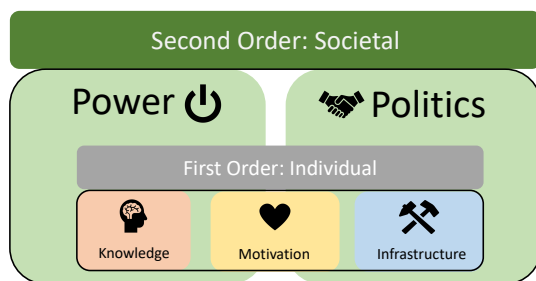 Second Order: Societal
Power
Politics
First Order: Individual
Knowledge
Motivation
Infrastructure